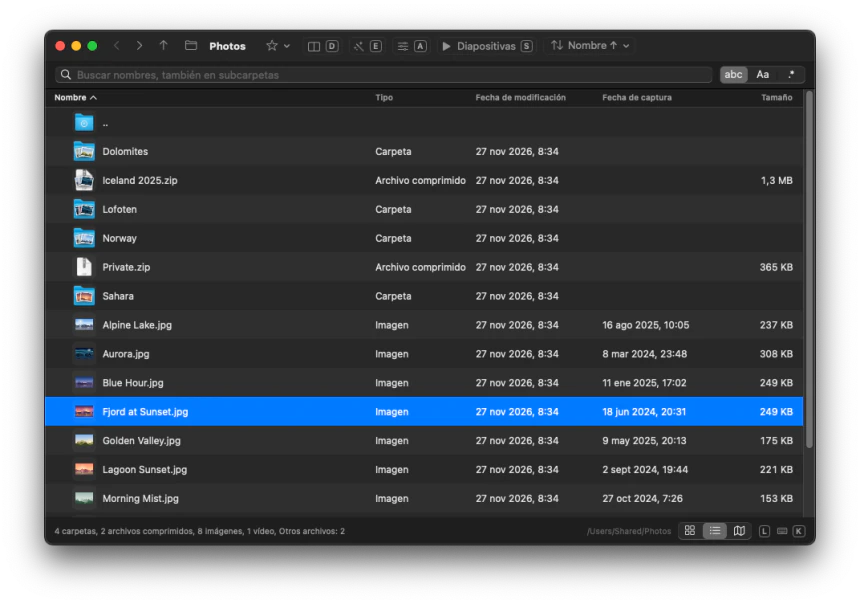 Photos
D
E
A
Diapositivas S
Nombre
Buscar nombres, también en subcarpetas
abc Aa .*
Nombre Tipo Fecha de modificación Fecha de captura Tamaño
..
Dolomites Carpeta 27 nov 2026, 8:34
Iceland 2025.zip Archivo comprimido 27 nov 2026, 8:34 1,3 MB
Lofoten Carpeta 27 nov 2026, 8:34
Norway Carpeta 27 nov 2026, 8:34
Private.zip Archivo comprimido 27 nov 2026, 8:34 365 KB
Sahara Carpeta 27 nov 2026, 8:34
Alpine Lake.jpg Imagen 27 nov 2026, 8:34 16 ago 2025, 10:05 237 KB
Aurora.jpg Imagen 27 nov 2026, 8:34 8 mar 2024, 23:48 308 KB
Blue Hour.jpg Imagen 27 nov 2026, 8:34 11 ene 2025, 17:02 249 KB
Fjord at Sunset.jpg Imagen 27 nov 2026, 8:34 18 jun 2024, 20:31 249 KB
Golden Valley.jpg Imagen 27 nov 2026, 8:34 9 may 2025, 20:13 175 KB
Lagoon Sunset.jpg Imagen 27 nov 2026, 8:34 2 sept 2024, 19:44 221 KB
Morning Mist.jpg Imagen 27 nov 2026, 8:34 27 oct 2024, 7:26 153 KB
4 carpetas, 2 archivos comprimidos, 8 imágenes, 1 vídeo, Otros archivos: 2
/Users/Shared/Photos
L
K